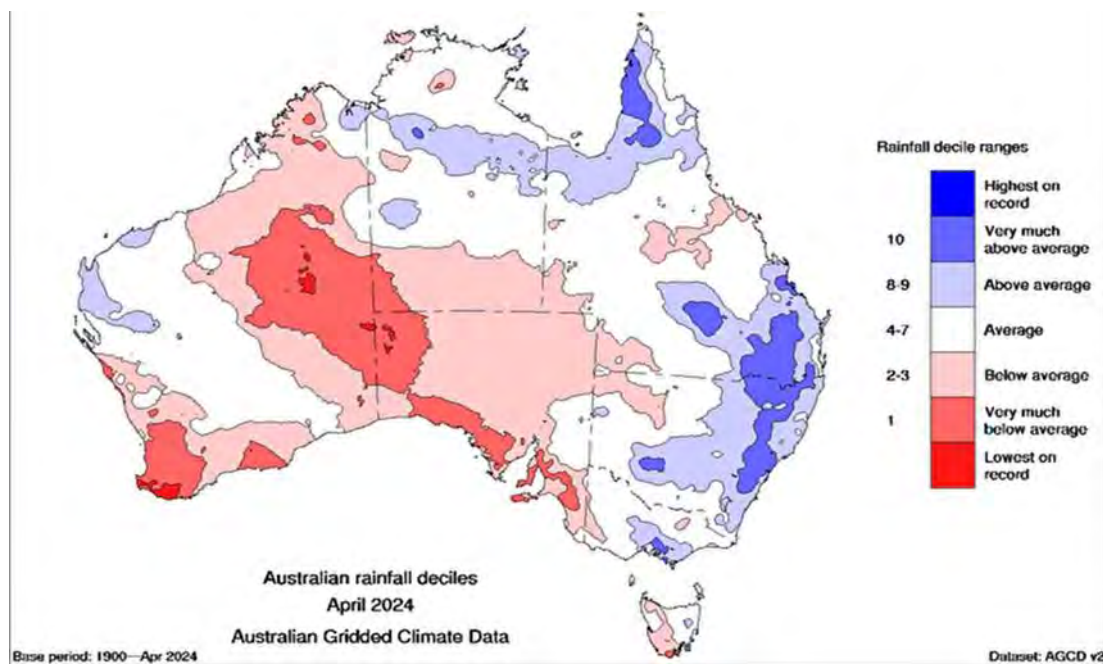 Rainfall decile ranges
Highest on
record
10
Very much
above average
8-9
Above average
4-7
Average
2-3
Below average
1
Very much
below average
Lowest on
record
Australian rainfall deciles
April 2024
Australian Gridded Climate Data
Base period: 1900—Apr 2024
Dataset: AGCD v2